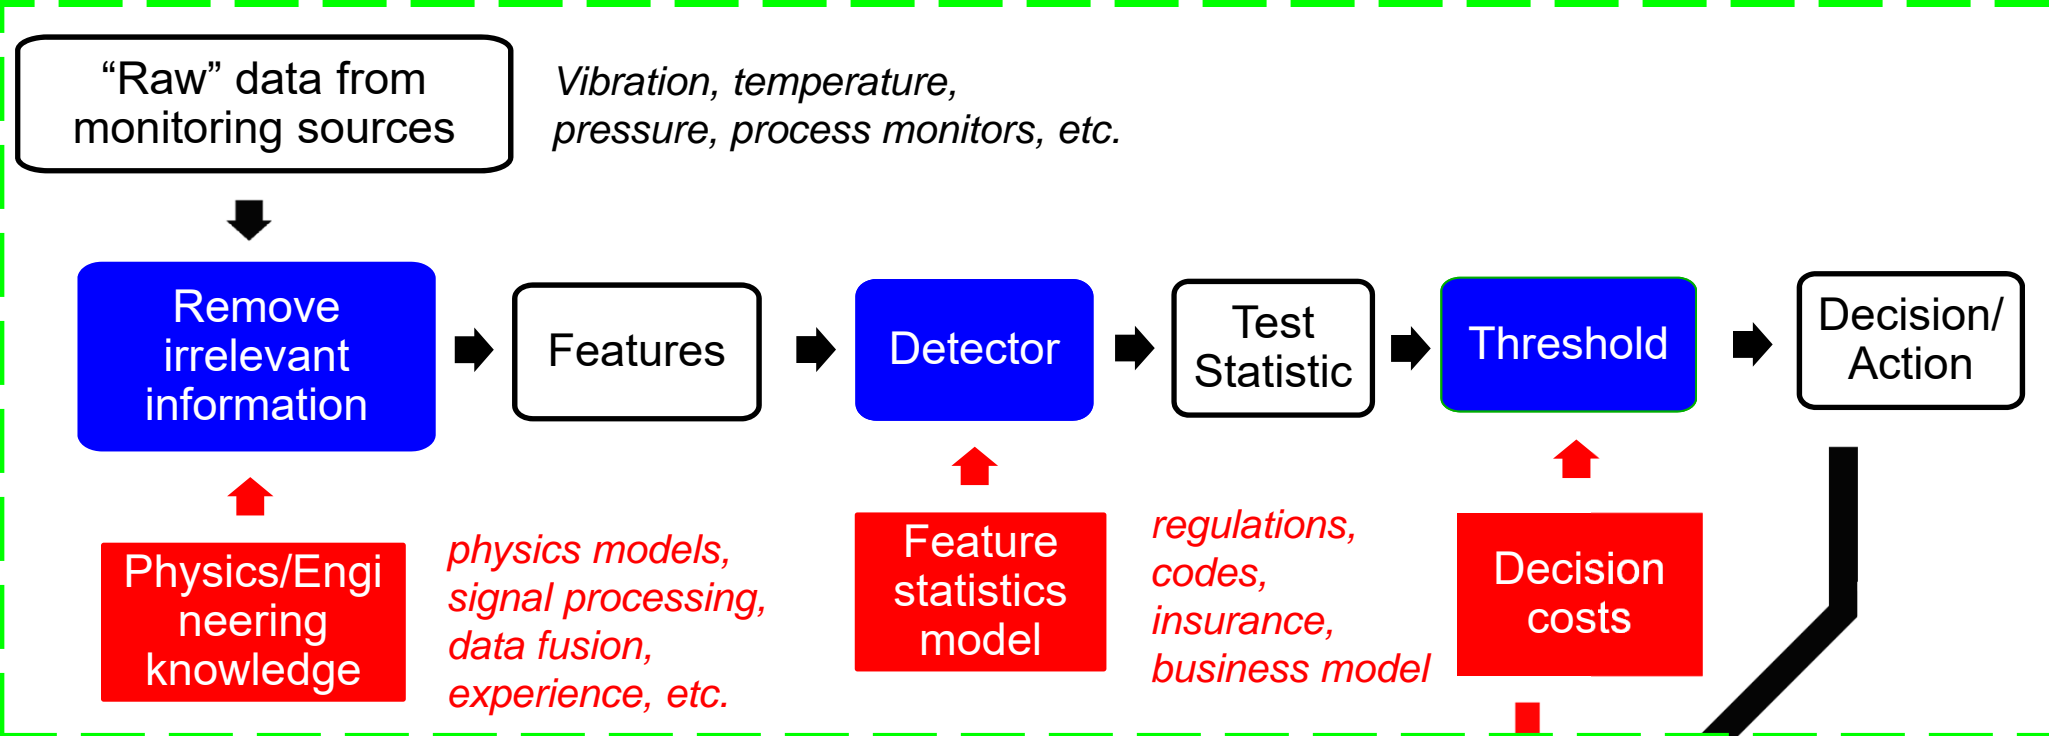 “Raw” data from
monitoring sources
Vibration, temperature,
pressure, process monitors, etc.
Remove
irrelevant
information
Features
Detector
Test
Statistic
Threshold
Decision/
Action
Physics/Engi
neering
knowledge
physics models,
signal processing,
data fusion,
experience, etc.
Feature
statistics
model
regulations,
codes,
insurance,
business model
Decision
costs